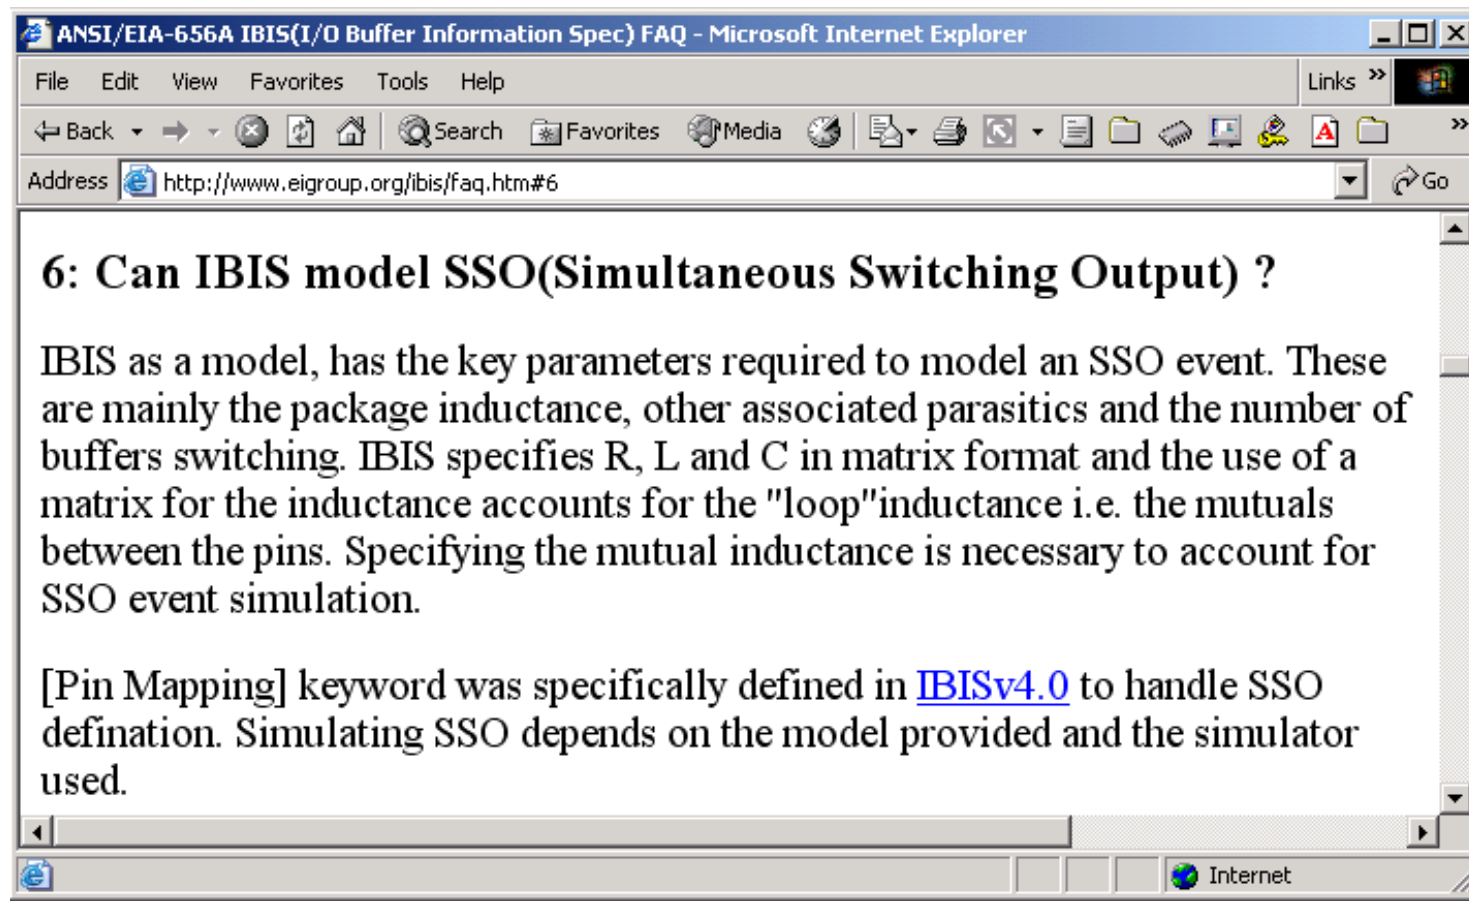 ANSI/EIA-656A IBIS(I/O Buffer Information Spec) FAQ - Microsoft Internet Explorer
File Edit View Favorites Tools Help Links »
Back Search Favorites Media A »
Address http://www.eigroup.org/ibis/faq.htm#6 Go
6: Can IBIS model SSO(Simultaneous Switching Output) ?
IBIS as a model, has the key parameters required to model an SSO event. These
are mainly the package inductance, other associated parasitics and the number of
buffers switching. IBIS specifies R, L and C in matrix format and the use of a
matrix for the inductance accounts for the "loop"inductance i.e. the mutuals
between the pins. Specifying the mutual inductance is necessary to account for
SSO event simulation.
[Pin Mapping] keyword was specifically defined in IBISv4.0 to handle SSO
defination. Simulating SSO depends on the model provided and the simulator
used.
Internet